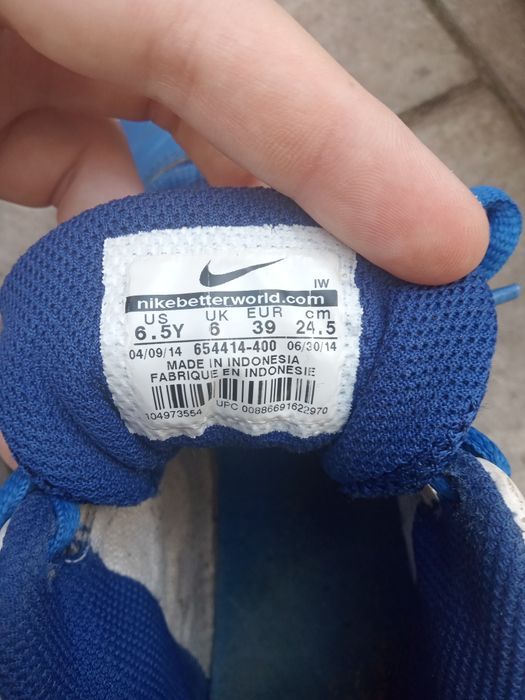 IW
nikebetterworld.com
US UK EUR cm
6.5Y 6 39 24.5
04/09/14 654414-400 06/30/14
MADE IN INDONESIA
FABRIQUE EN INDONESIE
104973554 UPC 00886691622970